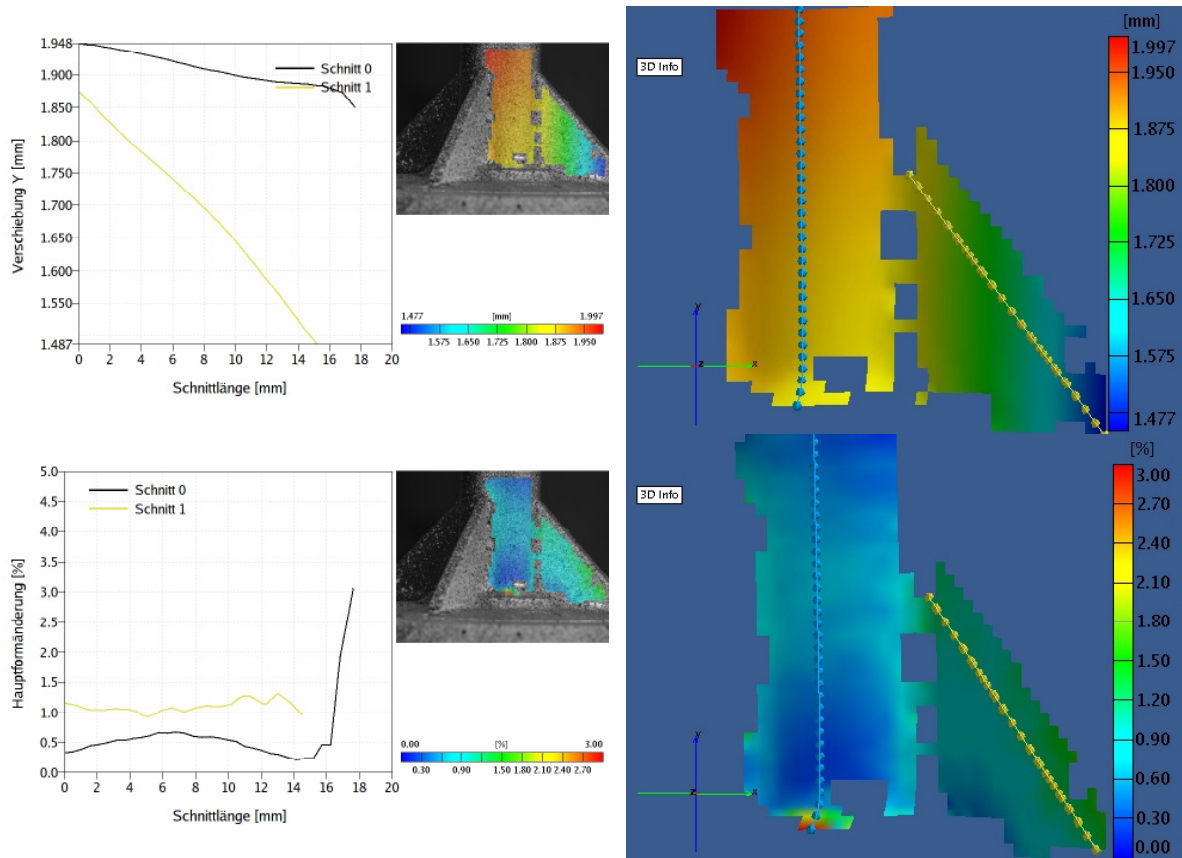 1.948
1.900
1.850
1.800
1.750
1.700
1.650
1.600
1.550
1.487
Verschiebung Y [mm]
Schnitt 0
Schnitt 1
0 2 4 6 8 10 12 14 16 18 20
Schnittlänge [mm]
1.477 [mm] 1.997
1.575 1.650 1.725 1.800 1.875 1.950
3D Info
Y
z
x
[mm]
1.997
1.950
1.875
1.800
1.725
1.650
1.575
1.477
5.0
4.5
4.0
3.5
3.0
2.5
2.0
1.5
1.0
0.5
0.0
Hauptformänderung [%]
Schnitt 0
Schnitt 1
0 2 4 6 8 10 12 14 16 18 20
Schnittlänge [mm]
0.00 [%] 3.00
0.30 0.90 1.50 1.80 2.10 2.40 2.70
3D Info
Y
z
x
[%]
3.00
2.70
2.40
2.10
1.80
1.50
1.20
0.90
0.60
0.30
0.00